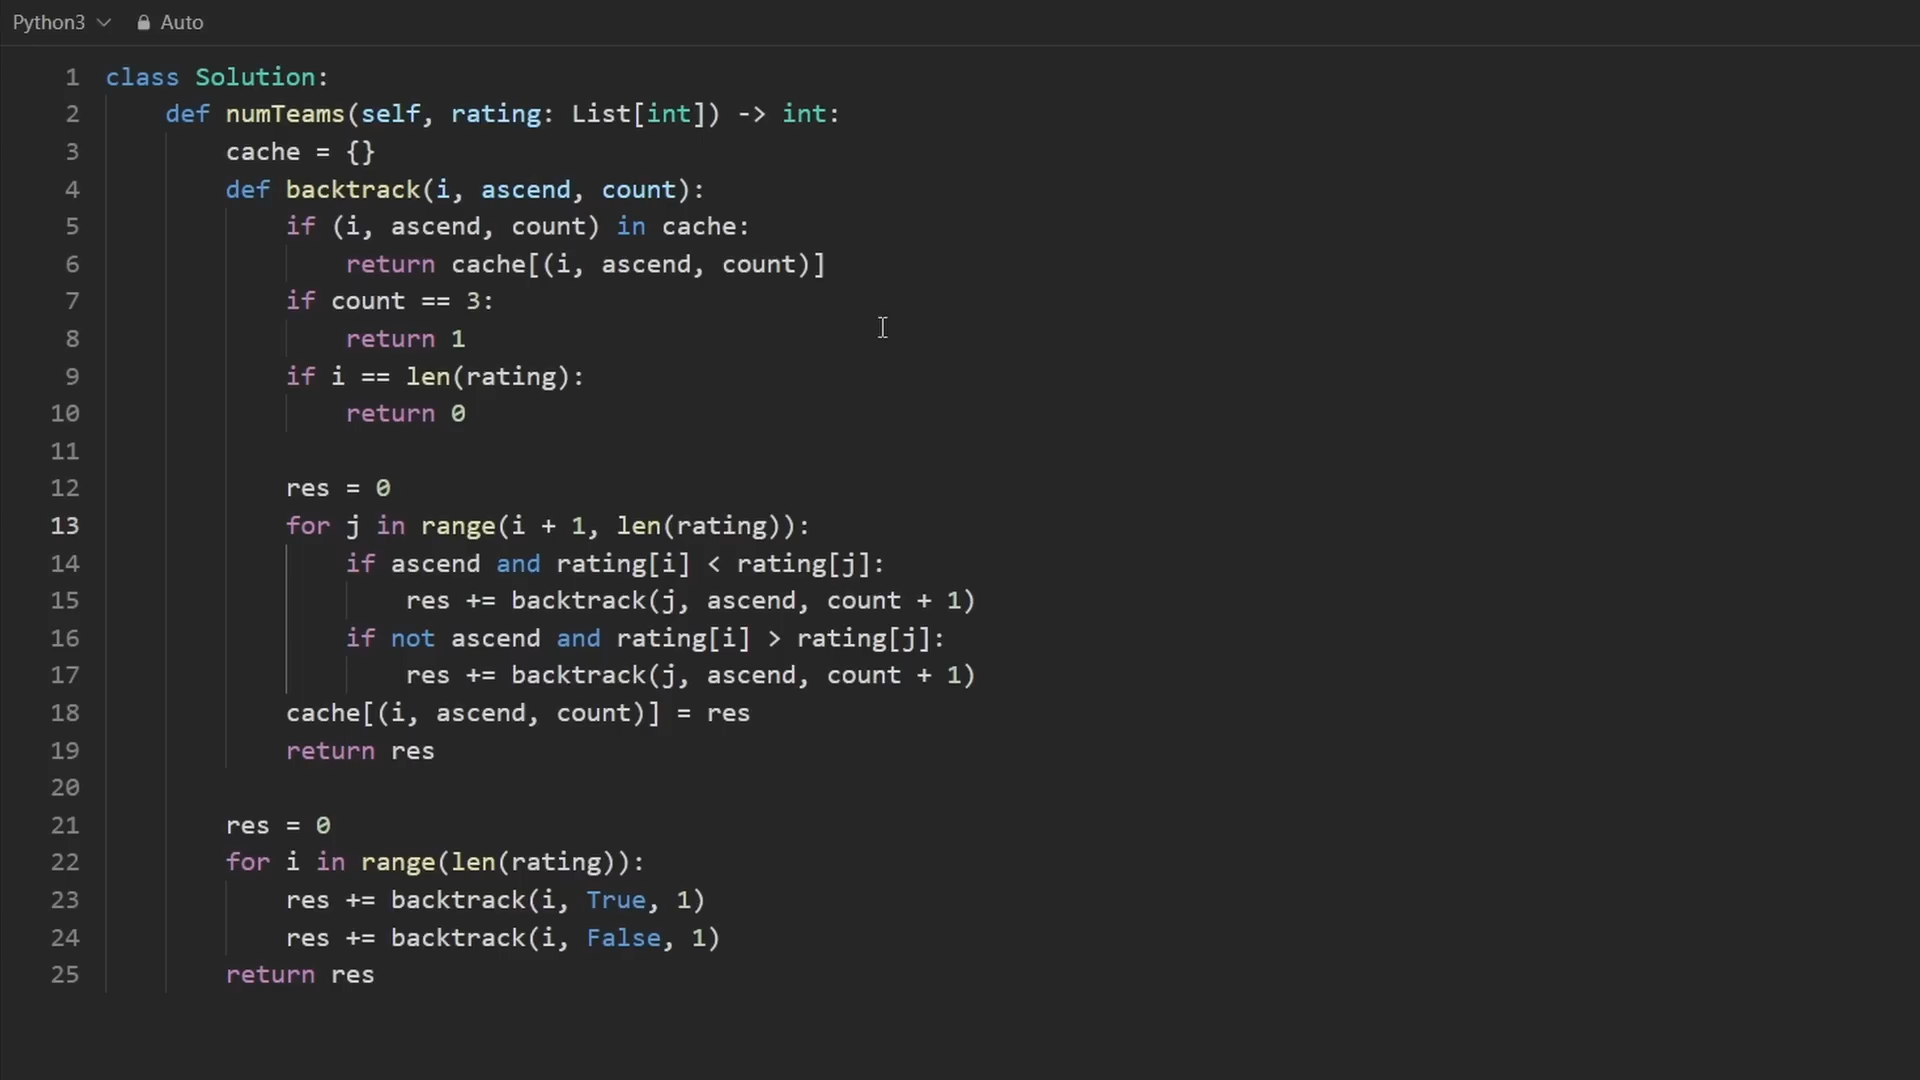 Python3 Auto
1 class Solution:
2     def numTeams(self, rating: List[int]) -> int:
3         cache = {}
4         def backtrack(i, ascend, count):
5             if (i, ascend, count) in cache:
6                 return cache[(i, ascend, count)]
7             if count == 3:
8                 return 1
9             if i == len(rating):
10                 return 0
11
12             res = 0
13             for j in range(i + 1, len(rating)):
14                 if ascend and rating[i] < rating[j]:
15                     res += backtrack(j, ascend, count + 1)
16                 if not ascend and rating[i] > rating[j]:
17                     res += backtrack(j, ascend, count + 1)
18             cache[(i, ascend, count)] = res
19             return res
20
21         res = 0
22         for i in range(len(rating)):
23             res += backtrack(i, True, 1)
24             res += backtrack(i, False, 1)
25         return res